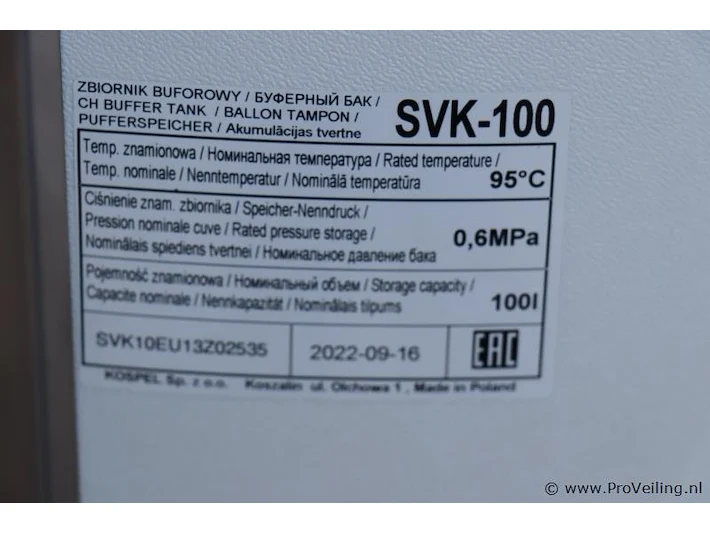 ZBIORNIK BUFOROWY / БУФЕРНЫЙ БАК /
CH BUFFER TANK / BALLON TAMPON /
PUFFERSPEICHER / Akumulācijas tvertne
SVK-100
Temp. znamionowa / Номинальная температура / Rated temperature /
Temp. nominale / Nenntemperatur / Nominālā temperatūra
95°C
Ciśnienie znam. zbiornika / Speicher-Nenndruck /
Pression nominale cuve / Rated pressure storage /
Nominālais spiediens tvertnei / Номинальное давление бака
0,6MPa
Pojemność znamionowa / Номинальный объем / Storage capacity /
Capacite nominale / Nennkapazität / Nominālais tilpums
100l
SVK10EU13Z02535
2022-09-16
EAC
KOSPEL Sp. z o.o. Koszalin ul. Olchowa 1 , Made in Poland
© www.ProVeiling.nl